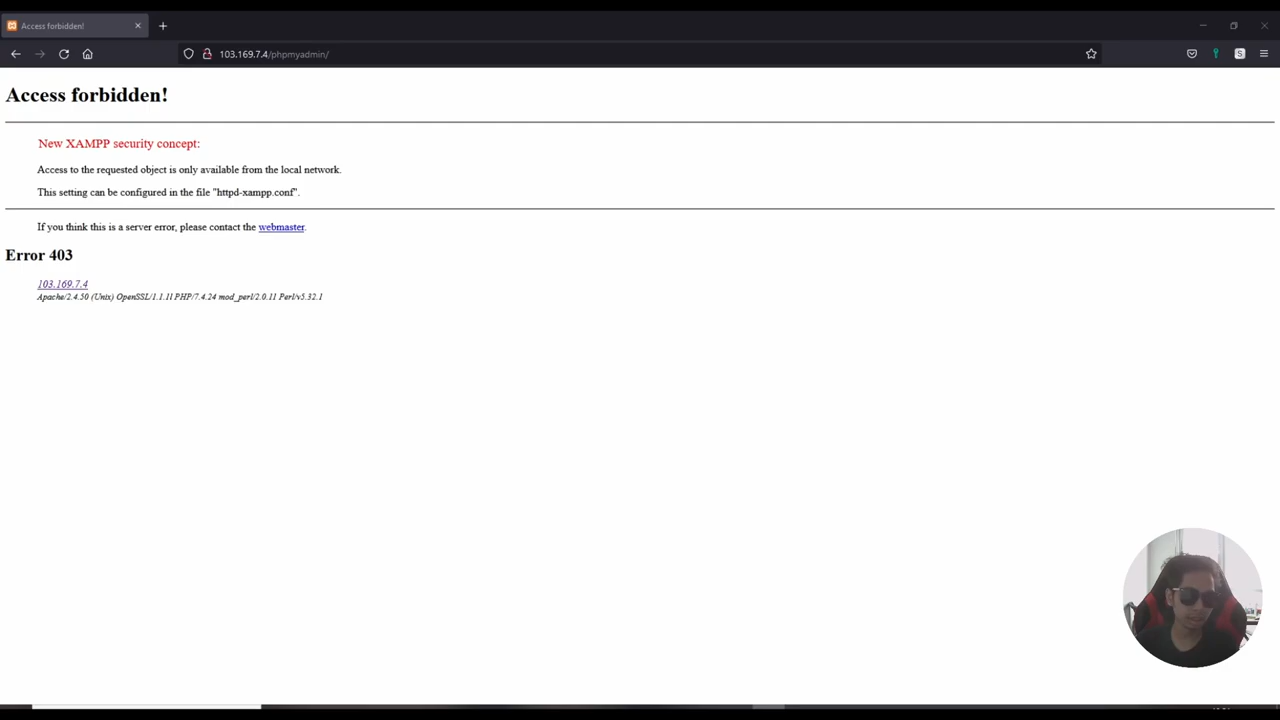 Access forbidden!
103.169.7.4/phpmyadmin/
S
Access forbidden!
New XAMPP security concept:
Access to the requested object is only available from the local network.
This setting can be configured in the file "httpd-xampp.conf".
If you think this is a server error, please contact the webmaster.
Error 403
103.169.7.4
Apache/2.4.50 (Unix) OpenSSL/1.1.1l PHP/7.4.24 mod_perl/2.0.11 Perl/v5.32.1